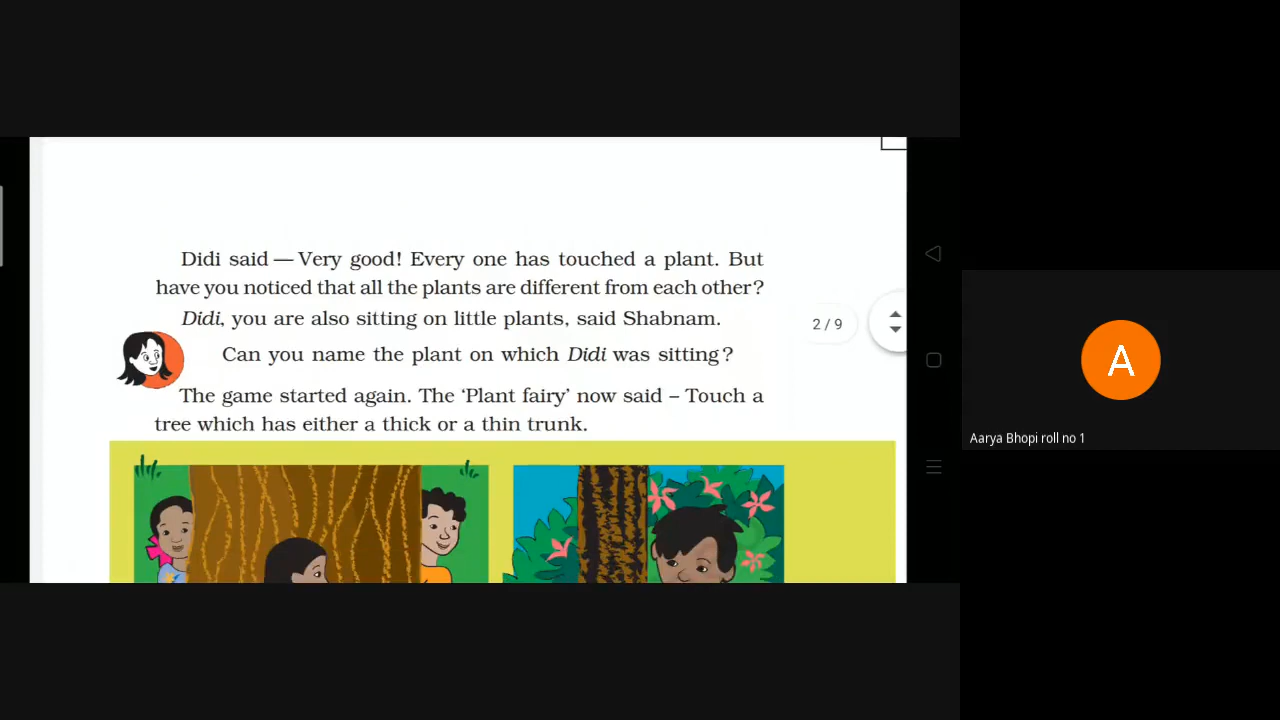 Didi said — Very good! Every one has touched a plant. But
have you noticed that all the plants are different from each other?
Didi, you are also sitting on little plants, said Shabnam.
Can you name the plant on which Didi was sitting?
The game started again. The ‘Plant fairy’ now said – Touch a
tree which has either a thick or a thin trunk.
2 / 9
A
Aarya Bhopi roll no 1